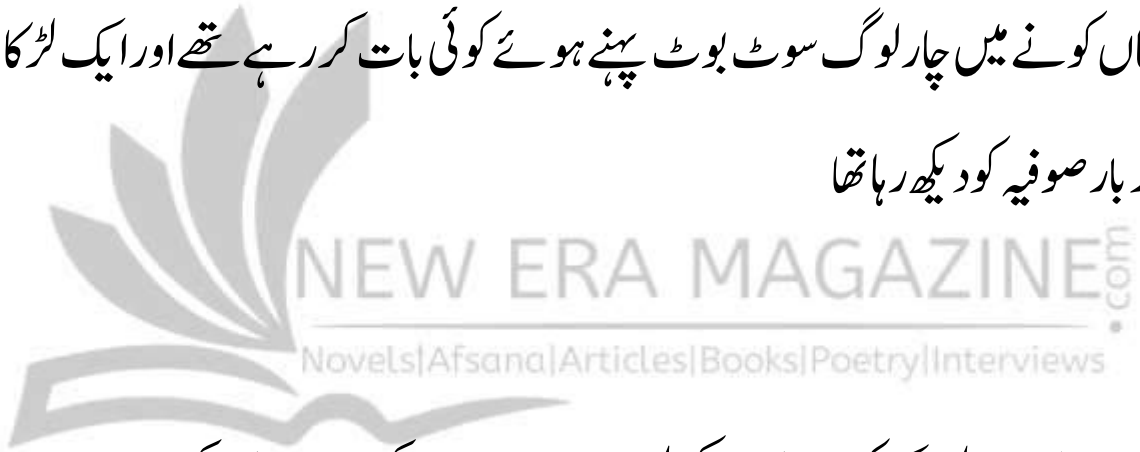 کونے میں چار لوگ سوٹ بوٹ پہنے ہوئے کوئی بات کر رہے تھے اور ایک لڑکا
بار صوفیہ کو دیکھ رہا تھا
NEW ERA MAGAZINE.com
Novels|Afsana|Articles|Books|Poetry|Interviews